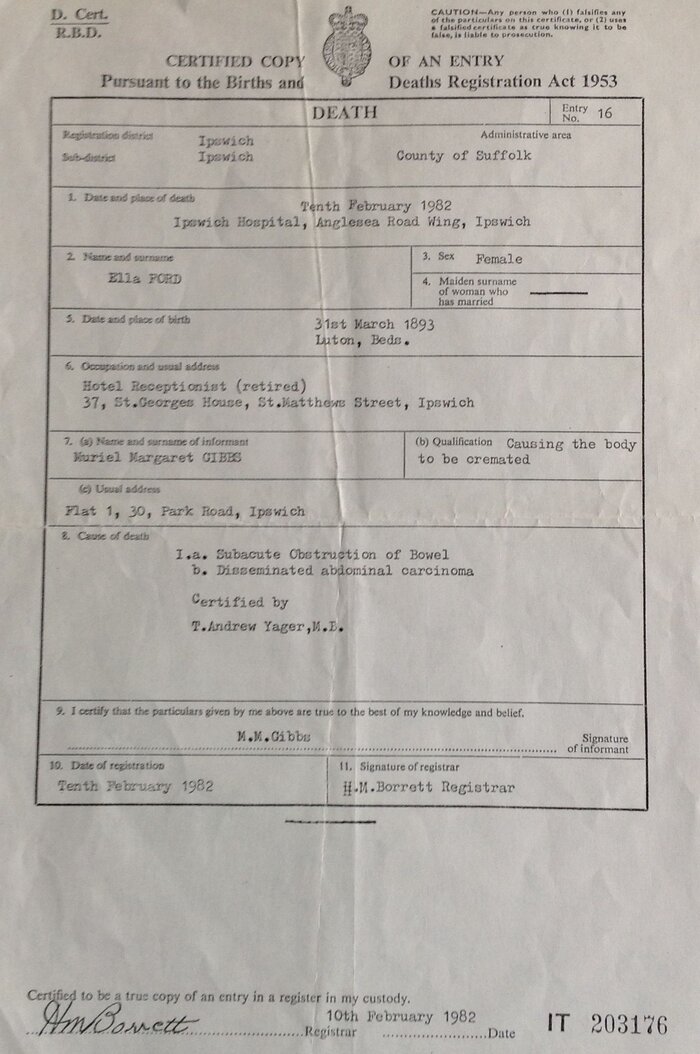 D. Cert.
R.B.D.
CAUTION—Any person who (1) falsifies any
of the particulars on this certificate, or (2) uses
a falsified certificate as true knowing it to be
false, is liable to prosecution.
CERTIFIED COPY OF AN ENTRY
Pursuant to the Births and Deaths Registration Act 1953
DEATH
Entry No. 16
Registration district Ipswich Administrative area
Sub-district Ipswich County of Suffolk
1. Date and place of death
Tenth February 1982
Ipswich Hospital, Anglesea Road Wing, Ipswich
2. Name and surname
Ella FORD
3. Sex Female
4. Maiden surname
of woman who
has married
5. Date and place of birth
31st March 1893
Luton, Beds.
6. Occupation and usual address
Hotel Receptionist (retired)
37, St.Georges House, St.Matthews Street, Ipswich
7. (a) Name and surname of informant
Muriel Margaret GIBBS
(b) Qualification Causing the body
to be cremated
(c) Usual address
Flat 1, 30, Park Road, Ipswich
8. Cause of death
I.a. Subacute Obstruction of Bowel
b. Disseminated abdominal carcinoma
Certified by
T.Andrew Yager,M.B.
9. I certify that the particulars given by me above are true to the best of my knowledge and belief.
M.M.Gibbs
Signature
of informant
10. Date of registration
Tenth February 1982
11. Signature of registrar
H.M.Borrett Registrar
Certified to be a true copy of an entry in a register in my custody.
HMBorrett Registrar 10th February 1982 Date
IT 203176